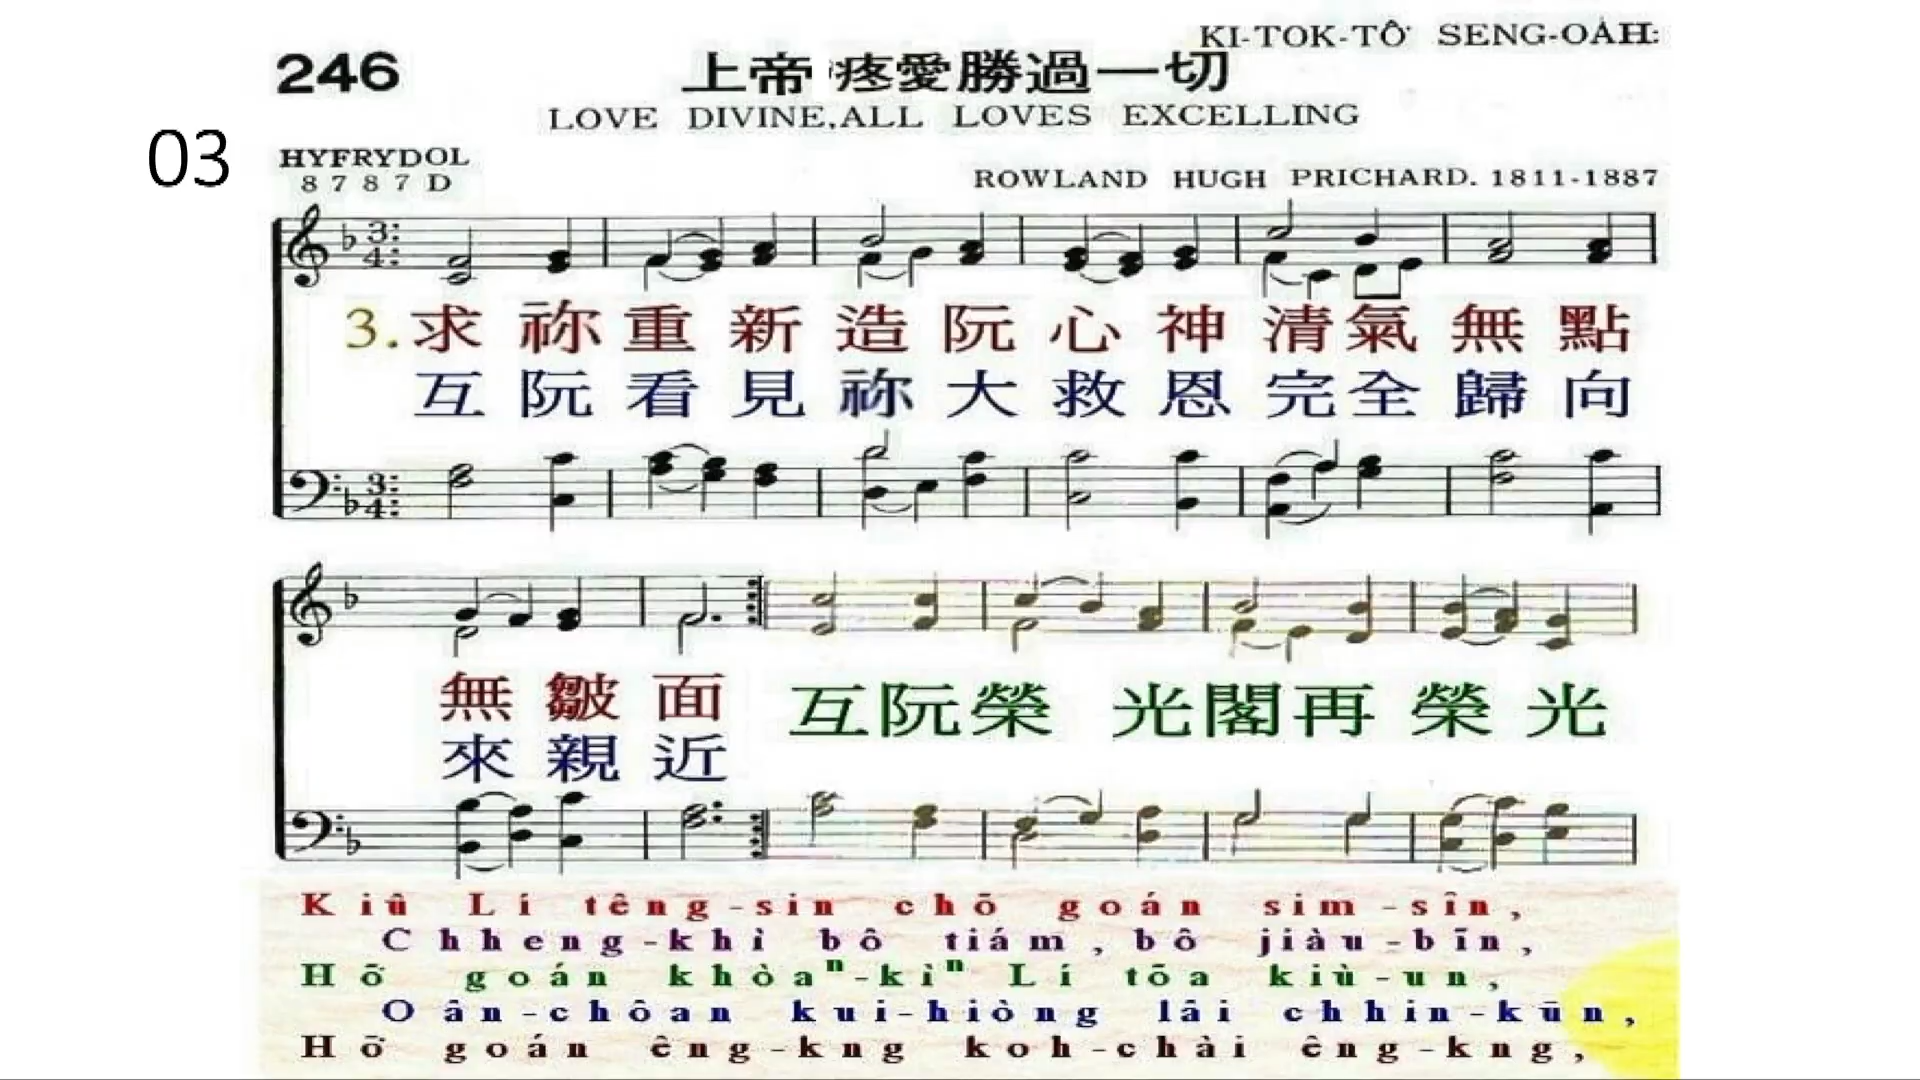 KI-TOK-TÔ͘ SENG-OA̍H:
246 上帝疼愛勝過一切
LOVE DIVINE,ALL LOVES EXCELLING
03
HYFRYDOL
8 7 8 7 D
ROWLAND HUGH PRICHARD. 1811-1887
3.求祢重新造阮心神清氣無點
互阮看見祢大救恩完全歸向
無皺面 互阮榮光閣再榮光
來親近
Kiû Lí têng-sin chō goán sim-sîn,
Chheng-khì bô tiám, bô jiàu-bīn,
Hō͘ goán khòaⁿ-kìⁿ Lí tōa kiù-un,
Oân-chôan kui-hiòng lâi chhin-kūn,
Hō͘ goán êng-kng koh-chài êng-kng,